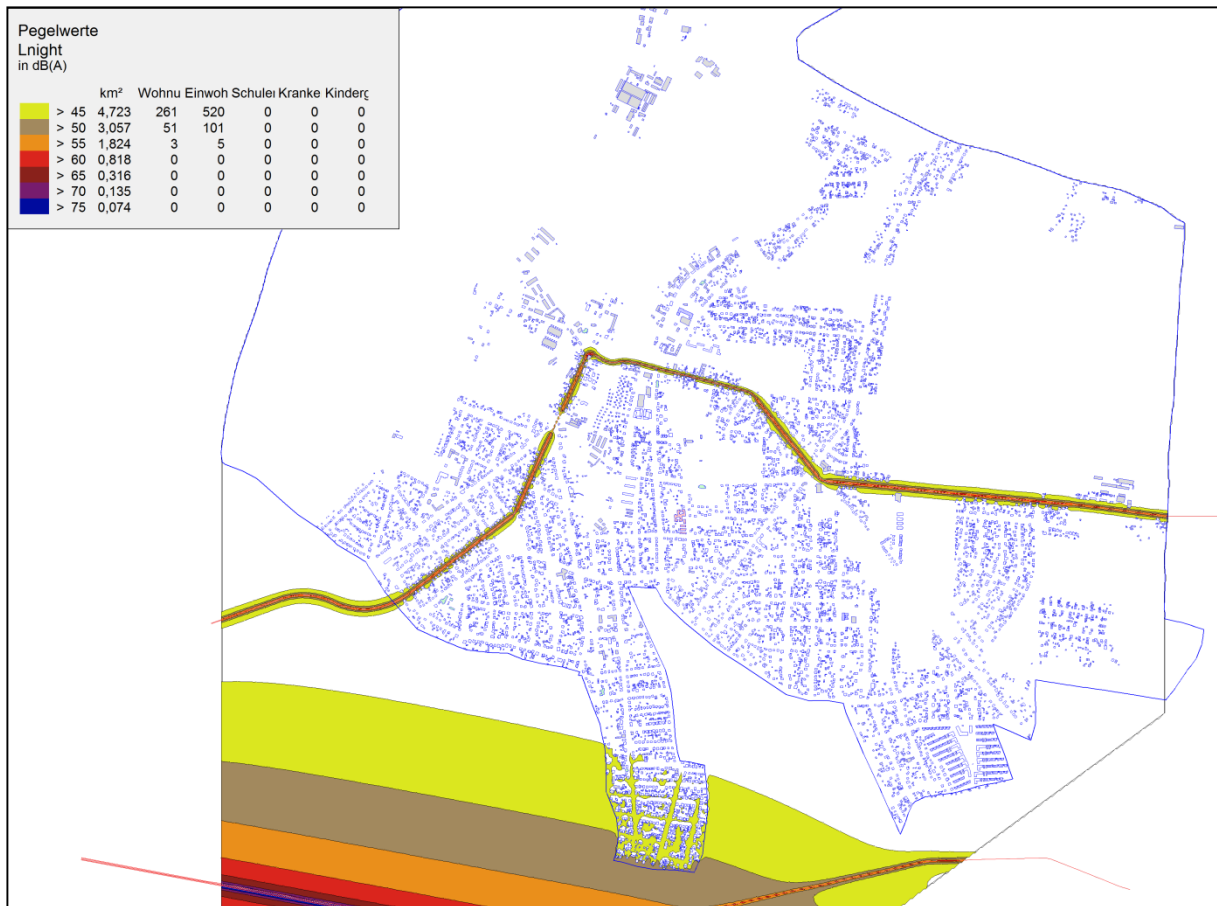 Pegelwerte
Lnight
in dB(A)
km² Wohnu Einwoh Schuler Kranke Kinderg
> 45 4,723 261 520 0 0 0
> 50 3,057 51 101 0 0 0
> 55 1,824 3 5 0 0 0
> 60 0,818 0 0 0 0 0
> 65 0,316 0 0 0 0 0
> 70 0,135 0 0 0 0 0
> 75 0,074 0 0 0 0 0